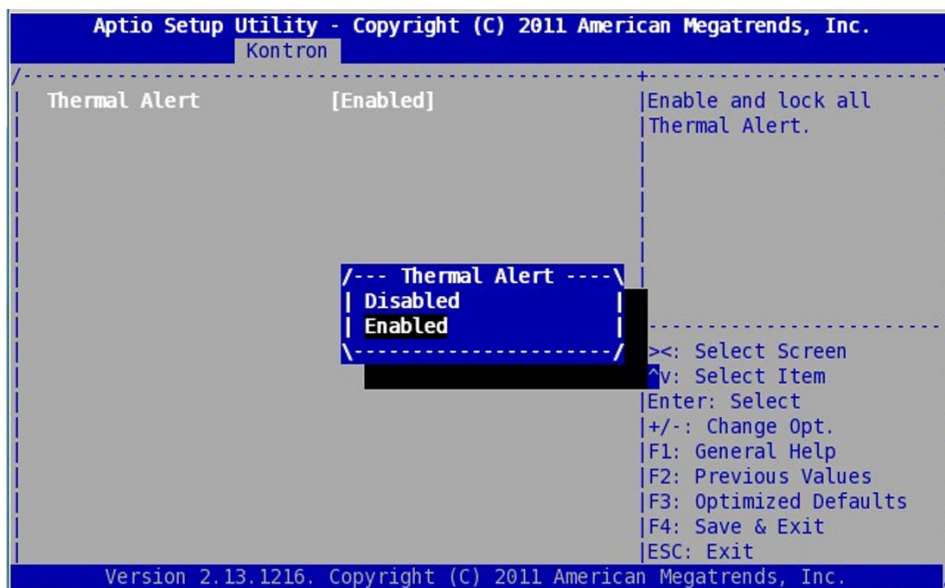 Aptio Setup Utility - Copyright (C) 2011 American Megatrends, Inc.
Kontron
Thermal Alert [Enabled]
Enable and lock all
Thermal Alert.
/--- Thermal Alert ----\
Disabled
Enabled
><: Select Screen
^v: Select Item
Enter: Select
+/-: Change Opt.
F1: General Help
F2: Previous Values
F3: Optimized Defaults
F4: Save & Exit
ESC: Exit
Version 2.13.1216. Copyright (C) 2011 American Megatrends, Inc.